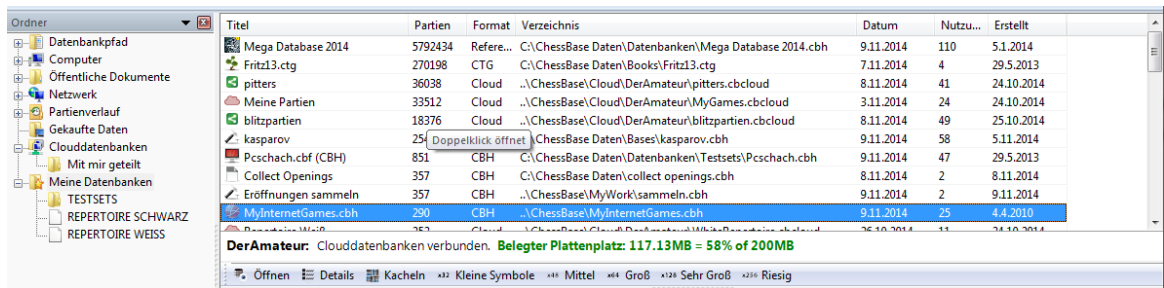 Ordner
Datenbankpfad
Computer
Öffentliche Dokumente
Netzwerk
Partienverlauf
Gekaufte Daten
Clouddatenbanken
Mit mir geteilt
Meine Datenbanken
TESTSETS
REPERTOIRE SCHWARZ
REPERTOIRE WEISS
Titel Partien Format Verzeichnis Datum Nutzu... Erstellt
Mega Database 2014 5792434 Refere... C:\ChessBase Daten\Datenbanken\Mega Database 2014.cbh 9.11.2014 110 5.1.2014
Fritz13.ctg 270198 CTG C:\ChessBase Daten\Books\Fritz13.ctg 7.11.2014 4 29.5.2013
pitters 36038 Cloud ..\ChessBase\Cloud\DerAmateur\pitters.cbcloud 8.11.2014 41 24.10.2014
Meine Partien 33512 Cloud ..\ChessBase\Cloud\DerAmateur\MyGames.cbcloud 3.11.2014 24 24.10.2014
blitzpartien 18376 Cloud ..\ChessBase\Cloud\DerAmateur\blitzpartien.cbcloud 8.11.2014 49 25.10.2014
kasparov Doppelklick öffnet \ChessBase Daten\Bases\kasparov.cbh 9.11.2014 58 5.11.2014
Pcschach.cbf (CBH) 851 CBH C:\ChessBase Daten\Datenbanken\Testsets\Pcschach.cbh 9.11.2014 47 29.5.2013
Collect Openings 357 CBH C:\ChessBase Daten\collect openings.cbh 8.11.2014 2 8.11.2014
Eröffnungen sammeln 357 CBH ..\ChessBase\MyWork\sammeln.cbh 9.11.2014 2 9.11.2014
MyInternetGames.cbh 290 CBH ..\ChessBase\MyInternetGames.cbh 9.11.2014 25 4.4.2010
DerAmateur: Clouddatenbanken verbunden. Belegter Plattenplatz: 117.13MB = 58% of 200MB
Öffnen Details Kacheln x32 Kleine Symbole x48 Mittel x64 Groß x128 Sehr Groß x256 Riesig